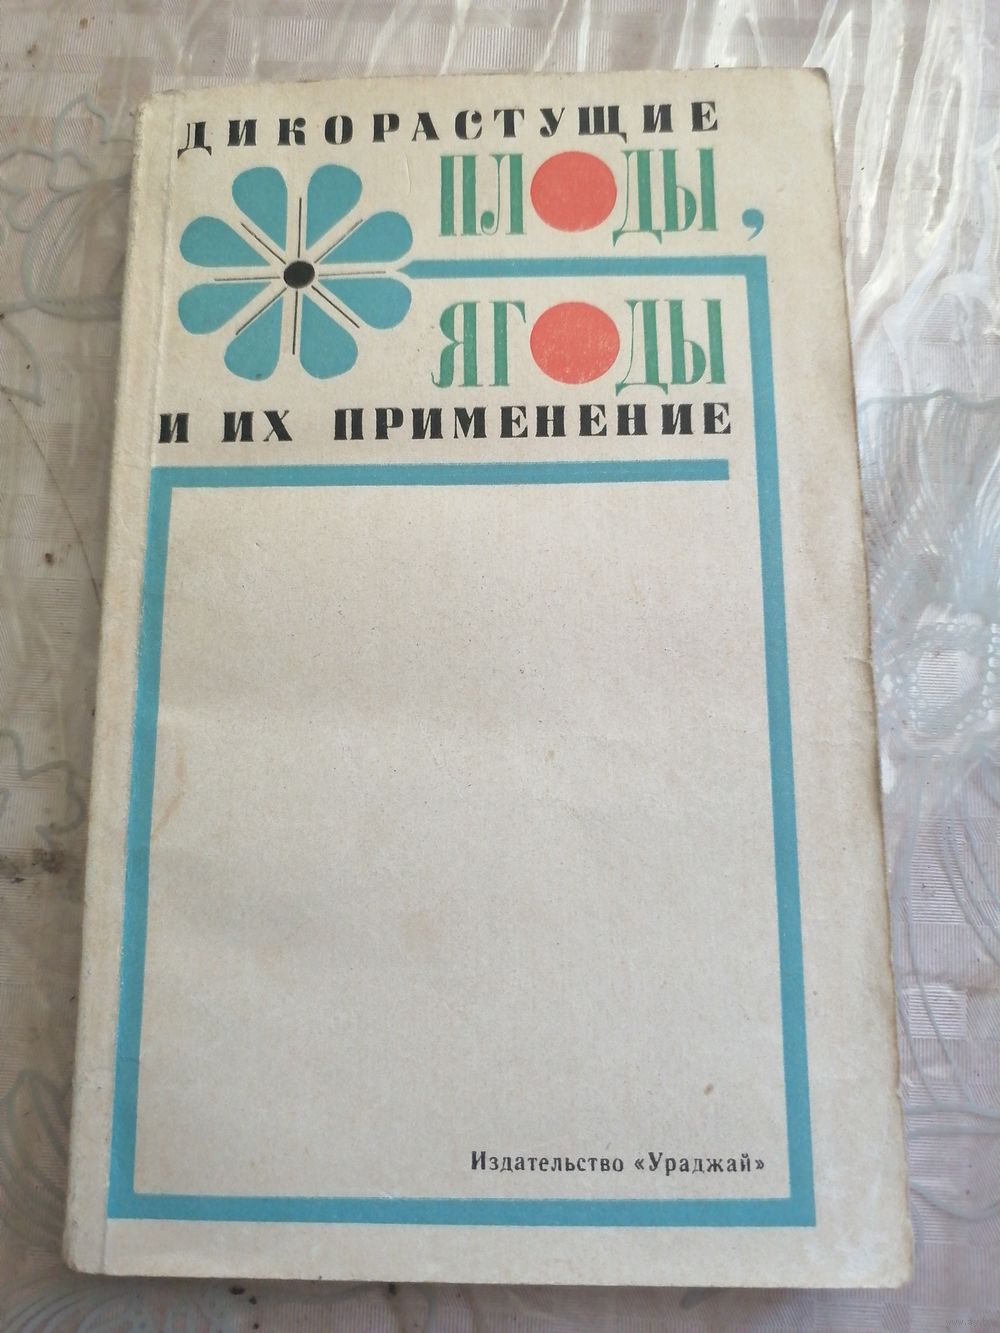 ДИКОРАСТУЩИЕ
ПЛОДЫ,
ЯГОДЫ
И ИХ ПРИМЕНЕНИЕ
Издательство «Ураджай»